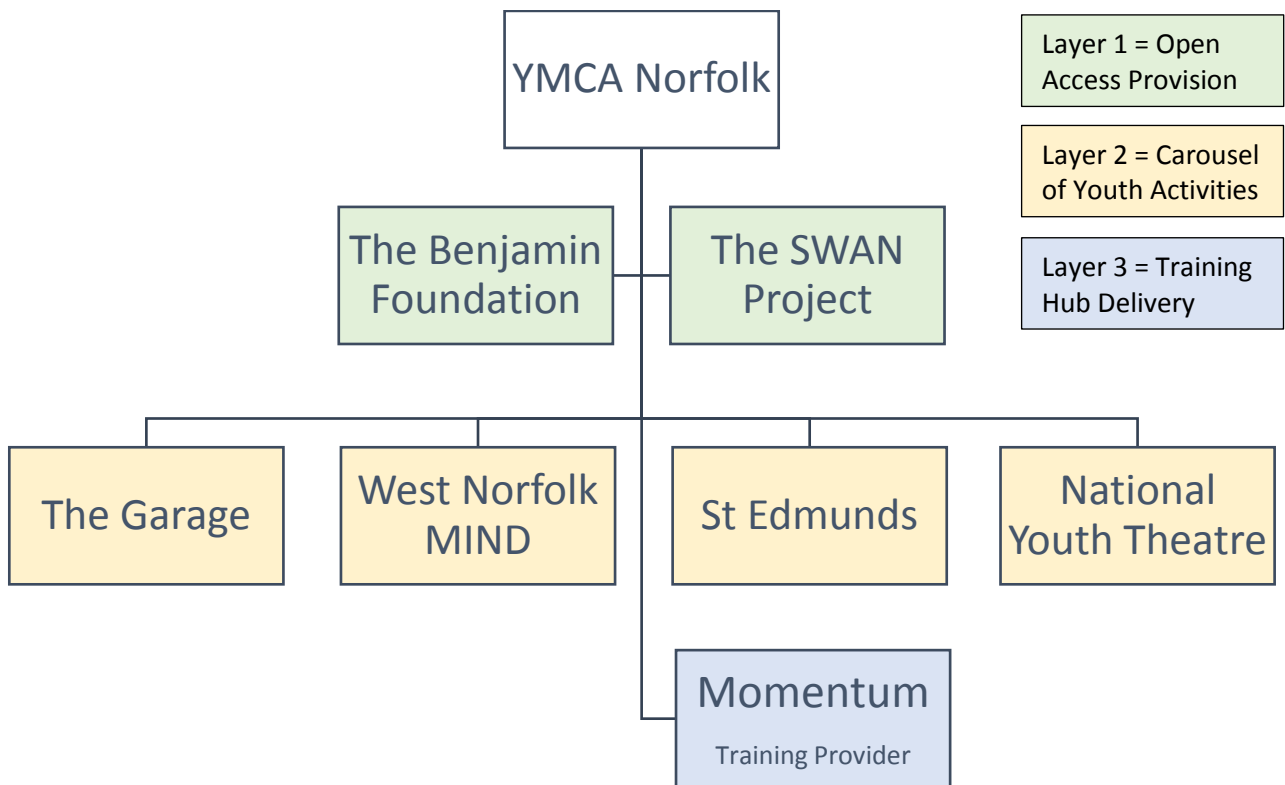 YMCA Norfolk
Layer 1 = Open
Access Provision
Layer 2 = Carousel
of Youth Activities
Layer 3 = Training
Hub Delivery
The Benjamin
Foundation
The SWAN
Project
The Garage
West Norfolk
MIND
St Edmunds
National
Youth Theatre
Momentum
Training Provider